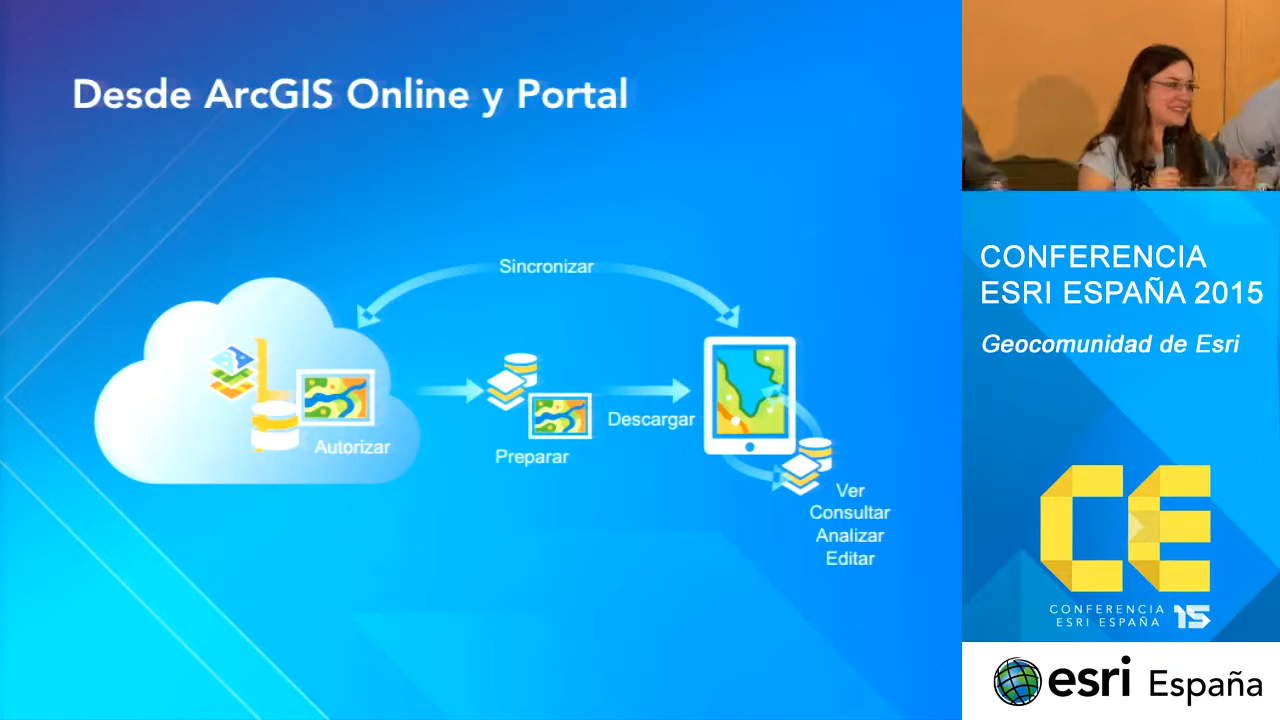 Desde ArcGIS Online y Portal
Sincronizar
Autorizar
Preparar
Descargar
Ver
Consultar
Analizar
Editar
CONFERENCIA
ESRI ESPAÑA 2015
Geocomunidad de Esri
CE
CONFERENCIA
ESRI ESPAÑA 15
esri España